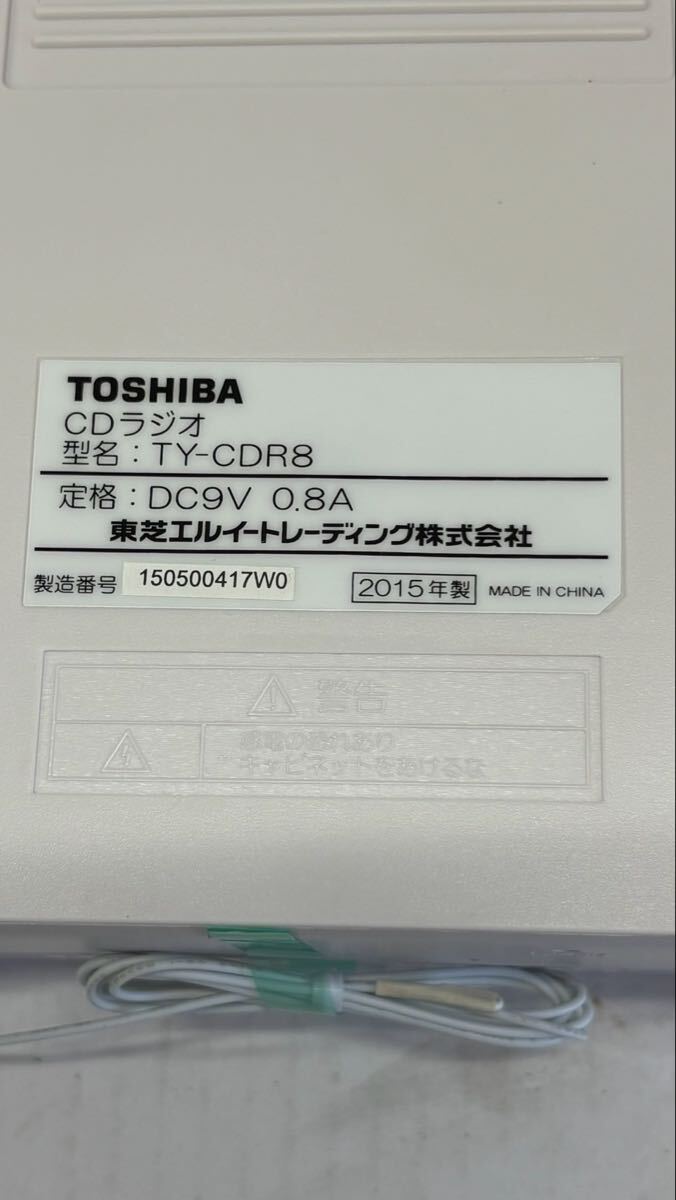 TOSHIBA
CDラジオ
型名：TY-CDR8
定格：DC9V 0.8A
東芝エルイートレーディング株式会社
製造番号 150500417W0 2015年製 MADE IN CHINA
警告
感電の恐れあり
キャビネットをあけるな